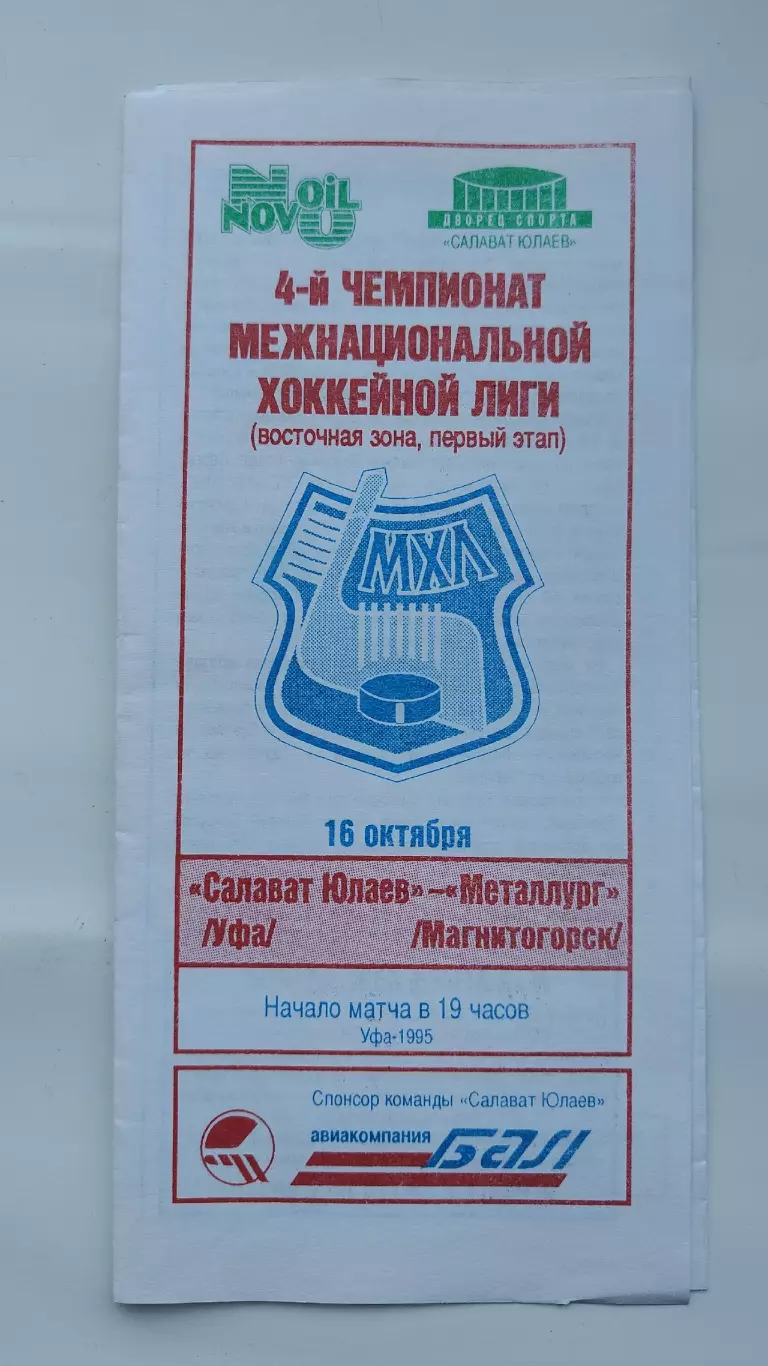 NOVOIL
ДВОРЕЦ СПОРТА
«САЛАВАТ ЮЛАЕВ»
4-й ЧЕМПИОНАТ
МЕЖНАЦИОНАЛЬНОЙ
ХОККЕЙНОЙ ЛИГИ
(восточная зона, первый этап)
МХЛ
16 октября
«Салават Юлаев» –«Металлург»
/Уфа/ /Магнитогорск/
Начало матча в 19 часов
Уфа-1995
Спонсор команды «Салават Юлаев»
авиакомпания БАЛ